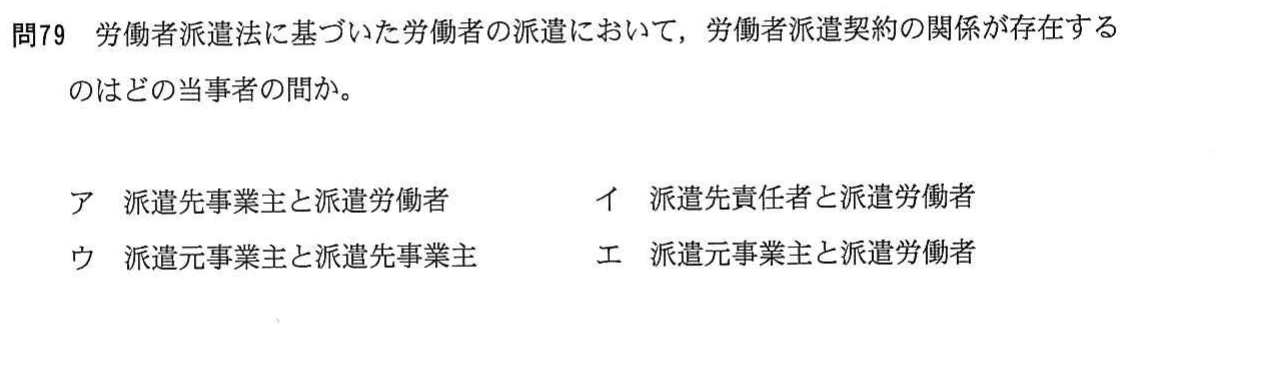 問79 労働者派遣法に基づいた労働者の派遣において，労働者派遣契約の関係が存在する
のはどの当事者の間か。
ア 派遣先事業主と派遣労働者 イ 派遣先責任者と派遣労働者
ウ 派遣元事業主と派遣先事業主 エ 派遣元事業主と派遣労働者